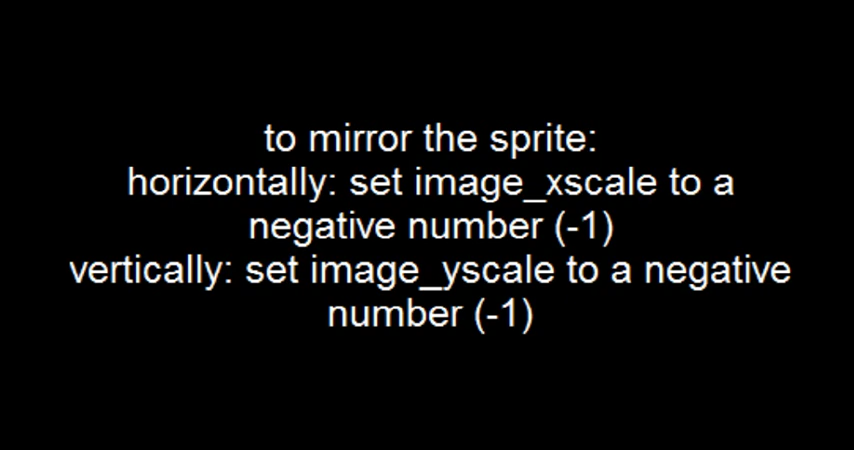 to mirror the sprite:
horizontally: set image_xscale to a
negative number (-1)
vertically: set image_yscale to a negative
number (-1)